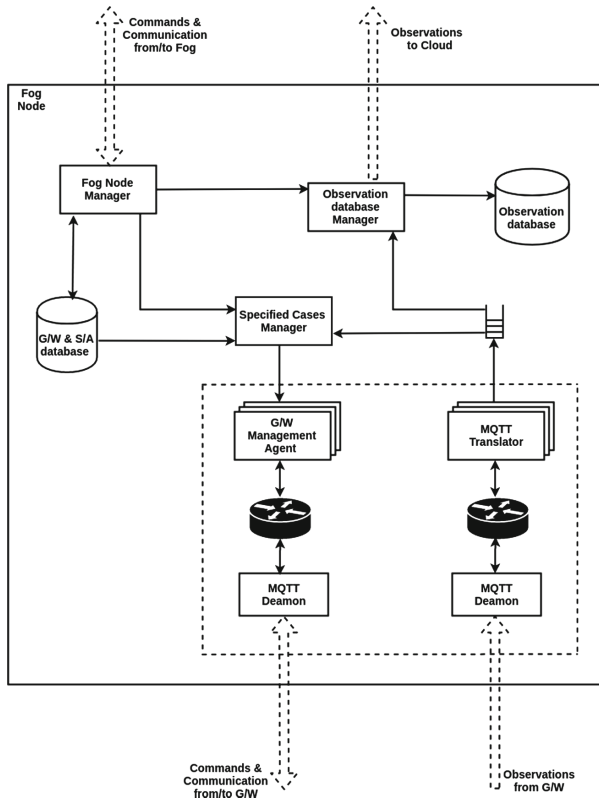 Commands &
Communication
from/to Fog
Observations
to Cloud
Fog
Node
Fog Node
Manager
Observation
database
Manager
Observation
database
G/W & S/A
database
Specified Cases
Manager
G/W
Management
Agent
MQTT
Translator
MQTT
Deamon
MQTT
Deamon
Commands &
Communication
from/to G/W
Observations
from G/W